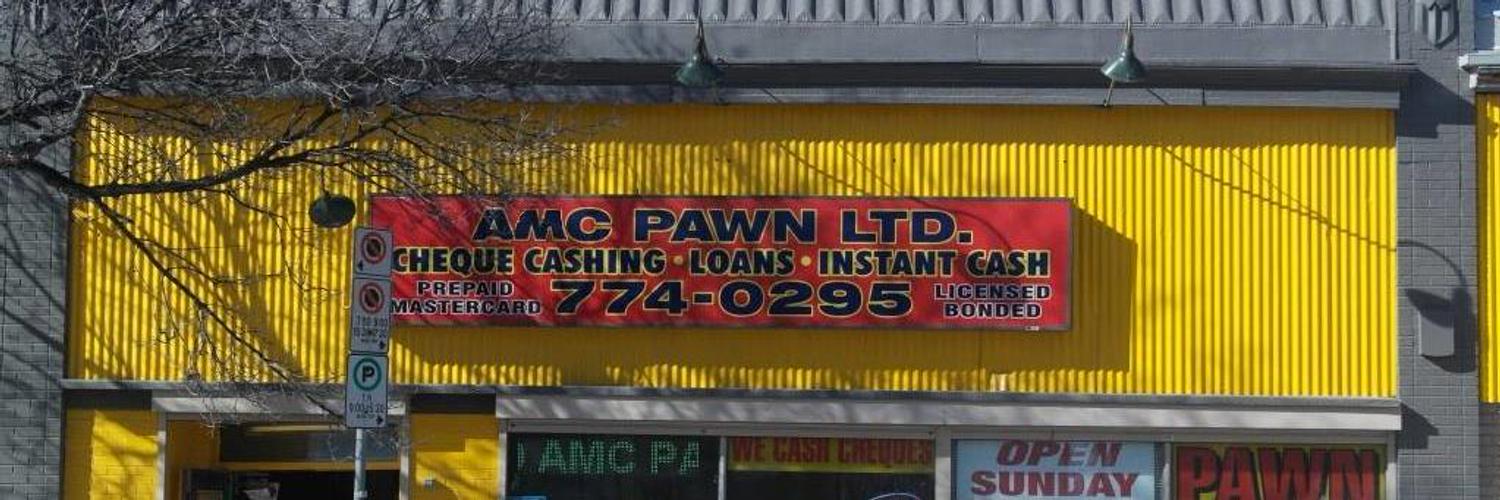 AMC PAWN LTD.
CHEQUE CASHING • LOANS • INSTANT CASH
PREPAID
MASTERCARD
774-0295
LICENSED
BONDED
P
AMC PA
WE CASH CHEQUES
OPEN
SUNDAY
PAWN